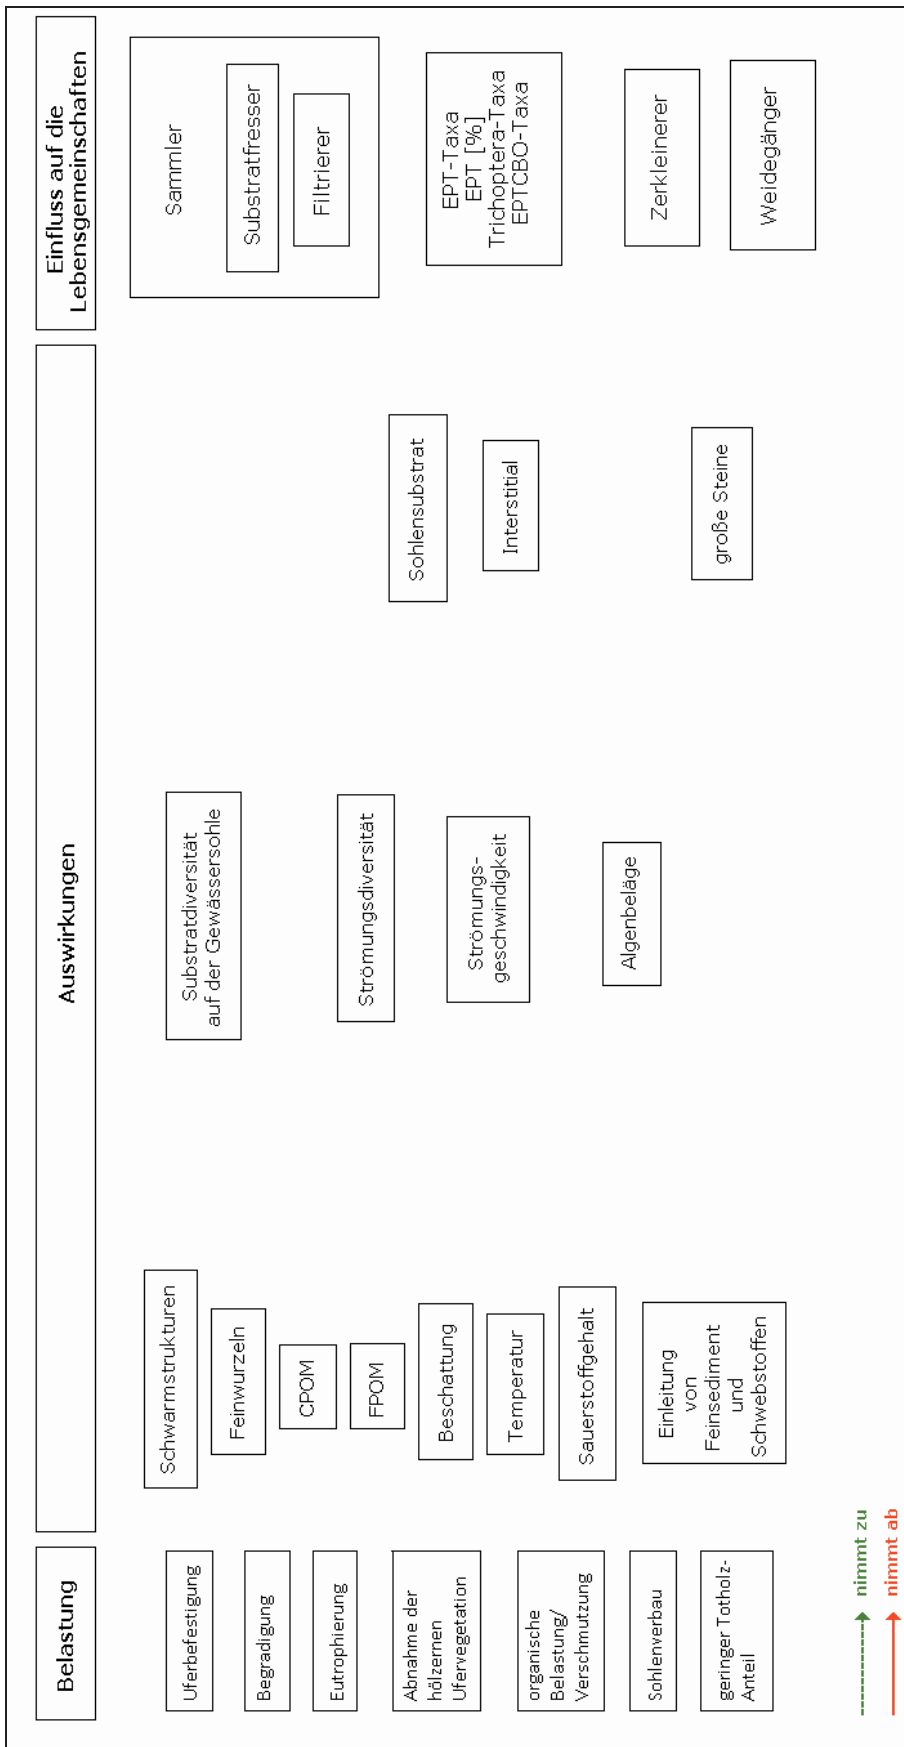 Belastung
Auswirkungen
Einfluss auf die
Lebensgemeinschaften
Uferbefestigung
Begradigung
Eutrophierung
Abnahme der
hölzernen
Ufervegetation
organische
Belastung/
Verschmutzung
Sohlenverbau
geringer Totholz-
Anteil
Schwarmstrukturen
Feinwurzeln
CPOM
FPOM
Beschattung
Temperatur
Sauerstoffgehalt
Einleitung
von
Feinsediment
und
Schwebstoffen
Substratdiversität
auf der Gewässersohle
Strömungsdiversität
Strömungs-
geschwindigkeit
Algenbeläge
Sohlensubstrat
Interstitial
große Steine
Sammler
Substratfresser
Filtrierer
EPT-Taxa
EPT [%]
Trichoptera-Taxa
EPTCBO-Taxa
Zerkleinerer
Weidegänger
nimmt zu
nimmt ab